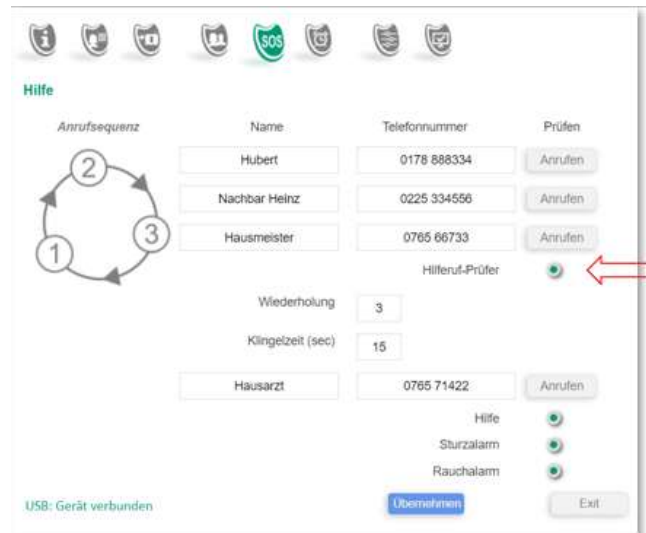 SOS
Hilfe
Anrufsequenz Name Telefonnummer Prüfen
Hubert 0178 888334 Anrufen
2
Nachbar Heinz 0225 334556 Anrufen
1 3 Hausmeister 0765 66733 Anrufen
Hilferuf-Prüfer
Wiederholung 3
Klingelzeit (sec) 15
Hausarzt 0765 71422 Anrufen
Hilfe
Sturzalarm
Rauchalarm
USB: Gerät verbunden Übernehmen Exit